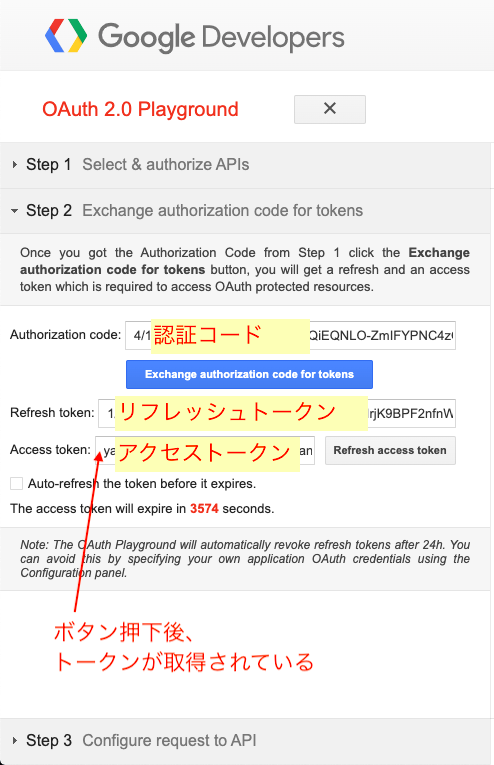 Google Developers
OAuth 2.0 Playground
Step 1 Select & authorize APIs
Step 2 Exchange authorization code for tokens
Once you got the Authorization Code from Step 1 click the Exchange
authorization code for tokens button, you will get a refresh and an access
token which is required to access OAuth protected resources.
Authorization code: 4/1 認証コード QiEQNLO-ZmIFYPNC4z
Exchange authorization code for tokens
Refresh token: 1 リフレッシュトークン IrjK9BPF2nfnW
Access token: ya アクセストークン an Refresh access token
Auto-refresh the token before it expires.
The access token will expire in 3574 seconds.
Note: The OAuth Playground will automatically revoke refresh tokens after 24h. You
can avoid this by specifying your own application OAuth credentials using the
Configuration panel.
ボタン押下後、
トークンが取得されている
Step 3 Configure request to API